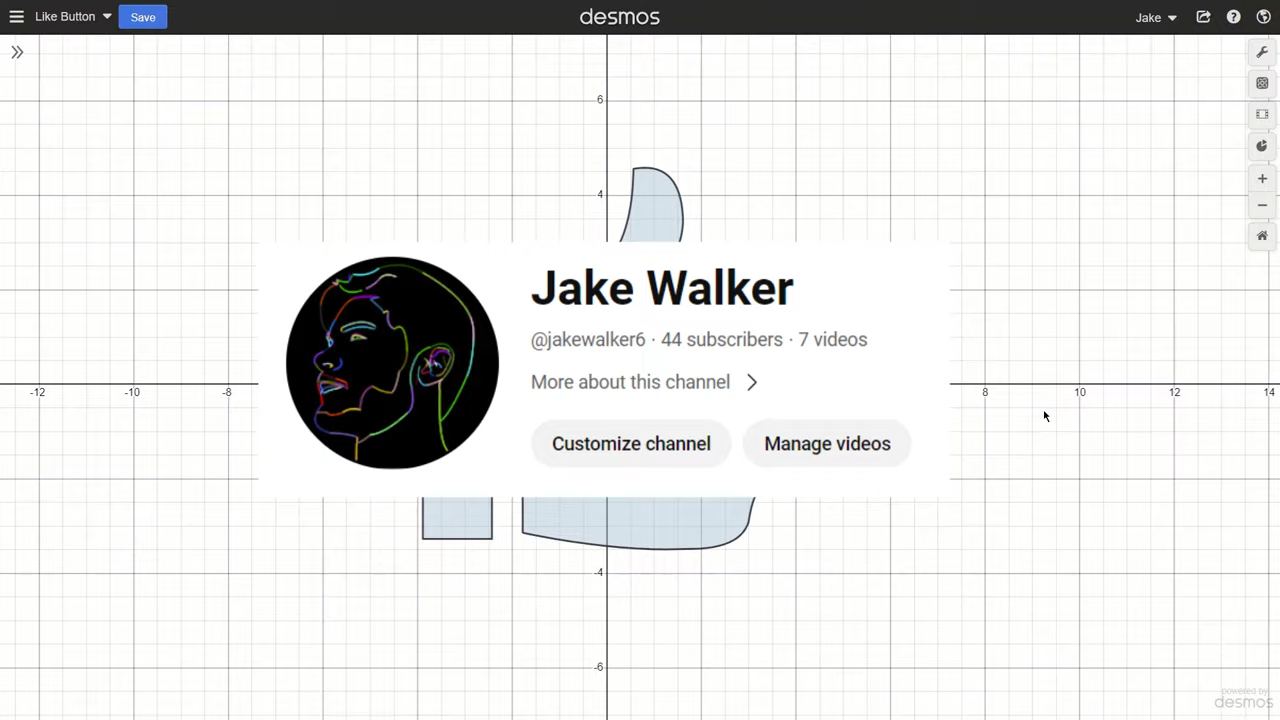 Like Button
Save
desmos
Jake
6
4
Jake Walker
@jakewalker6 · 44 subscribers · 7 videos
More about this channel
-12
-10
-8
8
10
12
14
Customize channel
Manage videos
-4
-6
powered by
desmos